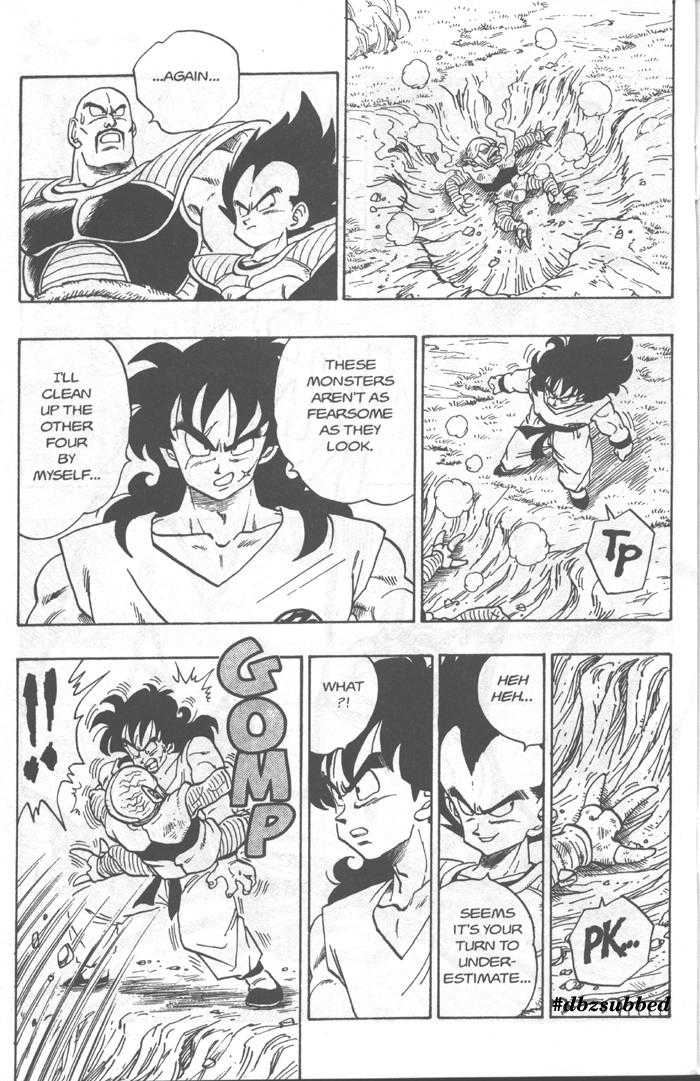 ...AGAIN...
TP
THESE
MONSTERS
AREN'T AS
FEARSOME
AS THEY
LOOK.
I'LL
CLEAN
UP THE
OTHER
FOUR
BY
MYSELF...
PK...
HEH
HEH...
SEEMS
IT'S YOUR
TURN TO
UNDER-
ESTIMATE...
WHAT
?!
GOMP
!!
#dbzsubbed